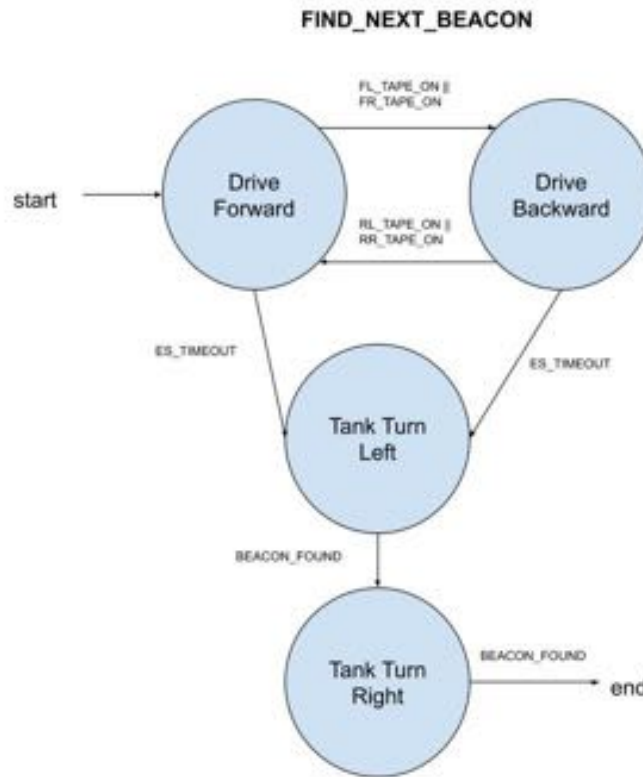 FIND_NEXT_BEACON
FL_TAPE_ON ||
FR_TAPE_ON
start
Drive
Forward
Drive
Backward
RL_TAPE_ON ||
RR_TAPE_ON
ES_TIMEOUT
ES_TIMEOUT
Tank Turn
Left
BEACON_FOUND
Tank Turn
Right
BEACON_FOUND
end